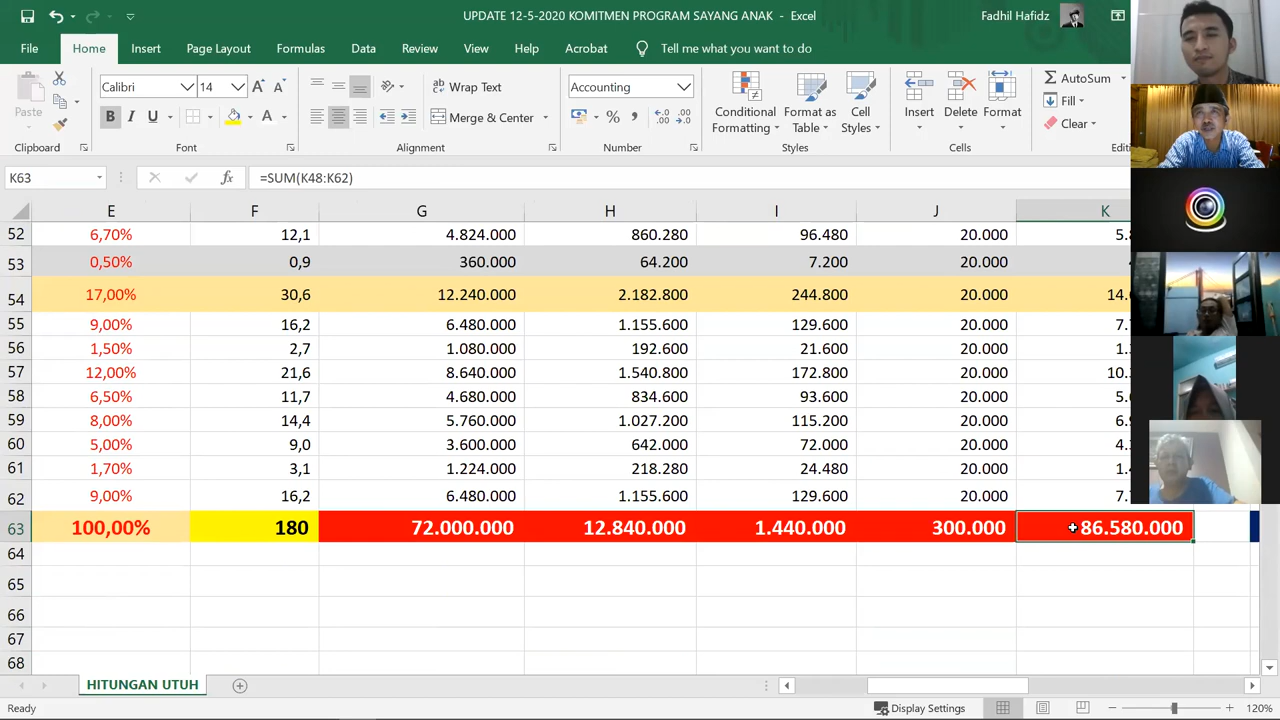 UPDATE 12-5-2020 KOMITMEN PROGRAM SAYANG ANAK - Excel
Fadhil Hafidz
File Home Insert Page Layout Formulas Data Review View Help Acrobat Tell me what you want to do
Paste
Calibri 14
Wrap Text
Accounting
Conditional Formatting
Format as Table
Cell Styles
Insert
Delete
Format
AutoSum
B I U
A
Merge & Center
%
Fill
Clear
Clipboard Font Alignment Number Styles Cells
K63 fx =SUM(K48:K62)
E F G H I J K
52 6,70% 12,1 4.824.000 860.280 96.480 20.000
53 0,50% 0,9 360.000 64.200 7.200 20.000
54 17,00% 30,6 12.240.000 2.182.800 244.800 20.000
55 9,00% 16,2 6.480.000 1.155.600 129.600 20.000
56 1,50% 2,7 1.080.000 192.600 21.600 20.000
57 12,00% 21,6 8.640.000 1.540.800 172.800 20.000
58 6,50% 11,7 4.680.000 834.600 93.600 20.000
59 8,00% 14,4 5.760.000 1.027.200 115.200 20.000
60 5,00% 9,0 3.600.000 642.000 72.000 20.000
61 1,70% 3,1 1.224.000 218.280 24.480 20.000
62 9,00% 16,2 6.480.000 1.155.600 129.600 20.000
63 100,00% 180 72.000.000 12.840.000 1.440.000 300.000 86.580.000
64
65
66
67
68
HITUNGAN UTUH
Ready
Display Settings
120%